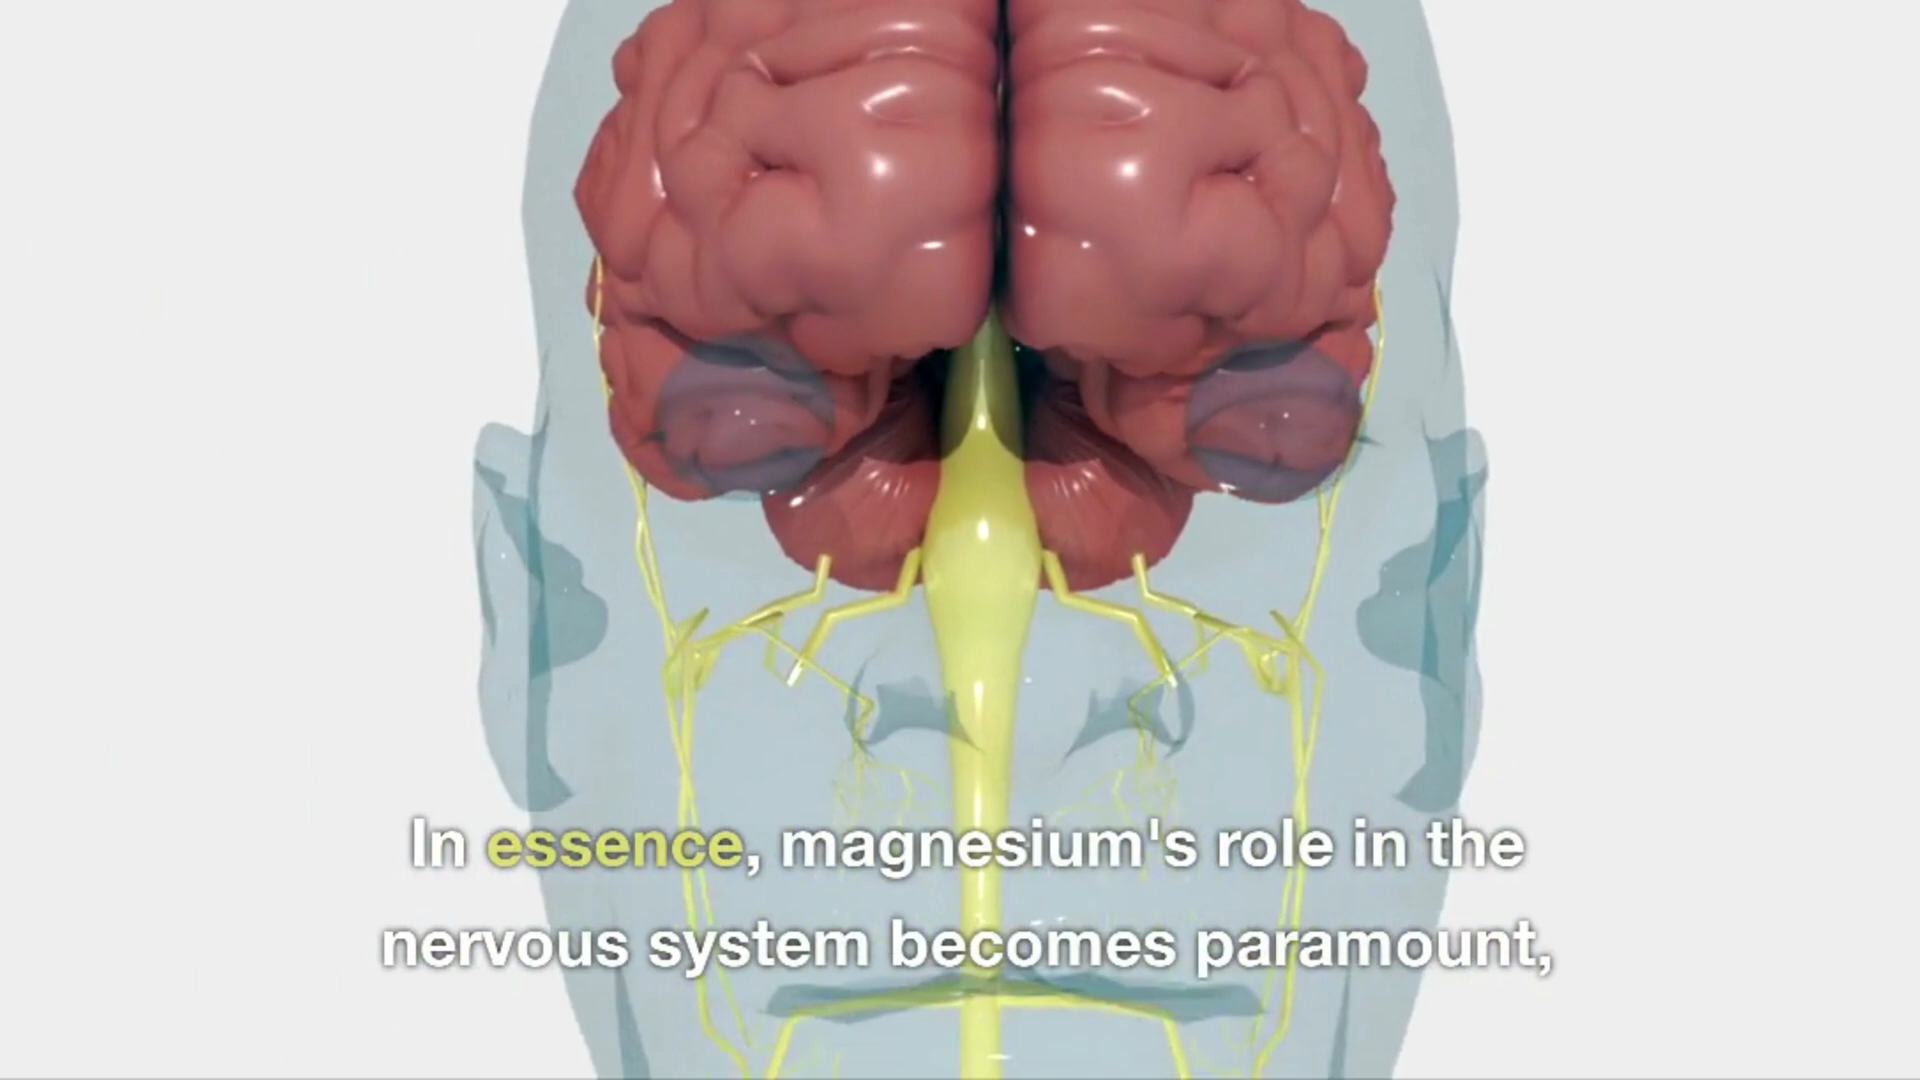 In essence, magnesium's role in the
nervous system becomes paramount,